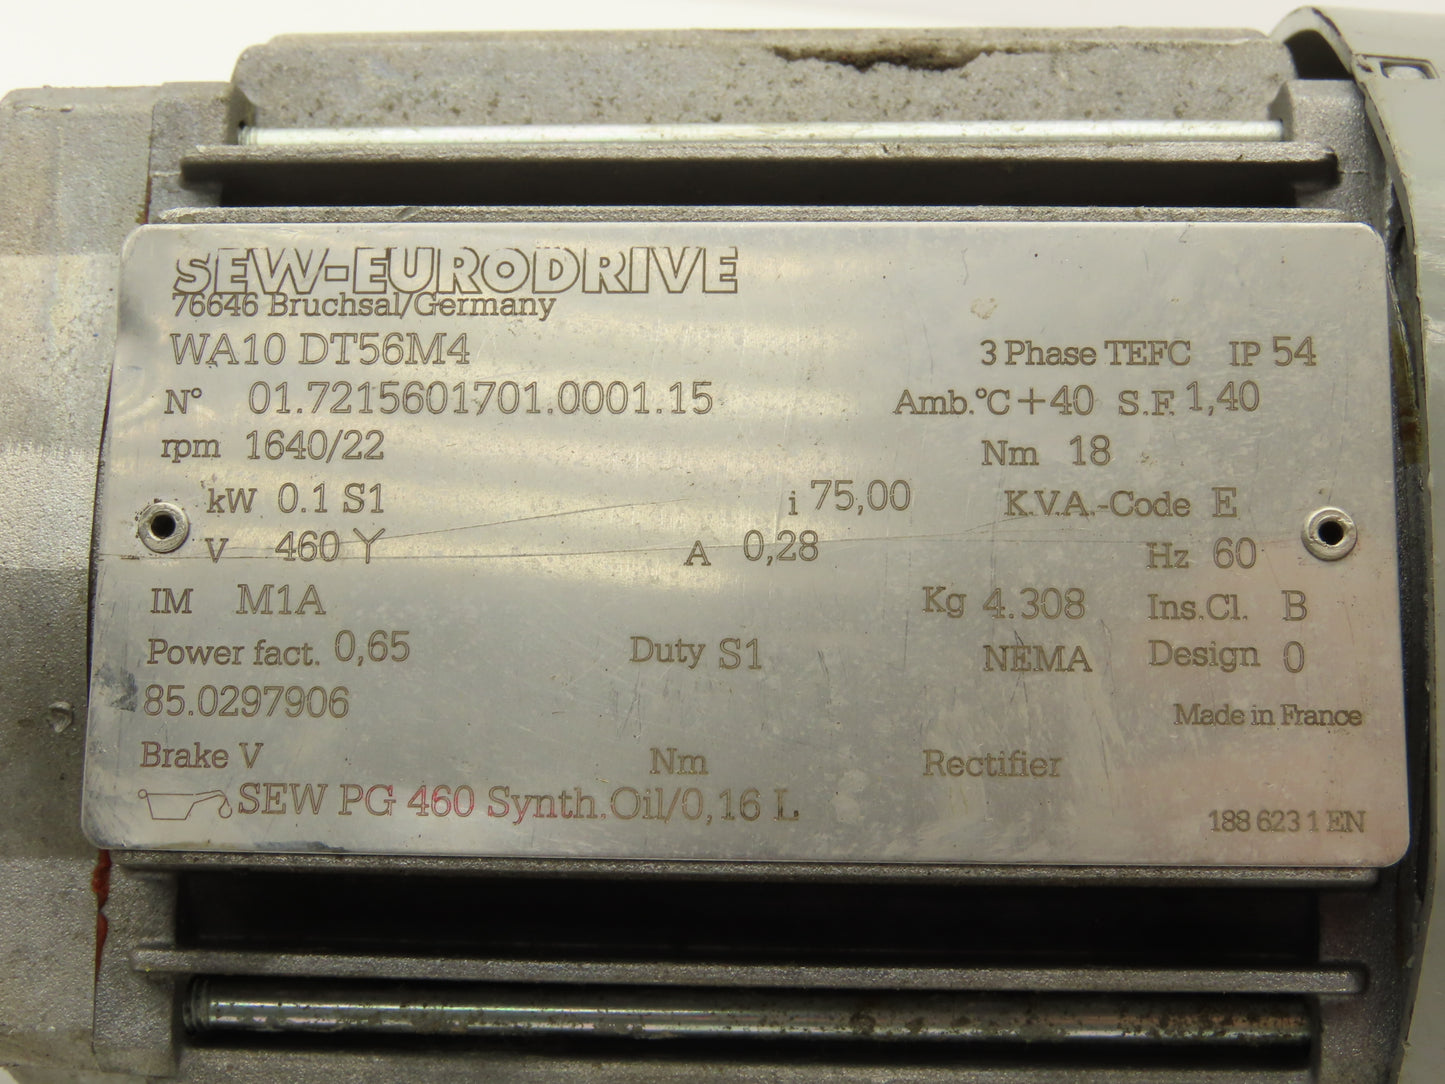 SEW-EURODRIVE
76646 Bruchsal/Germany
WA10 DT56M4 3 Phase TEFC IP 54
N° 01.7215601701.0001.15 Amb.°C +40 S.F. 1,40
rpm 1640/22 Nm 18
kW 0.1 S1 i 75,00 K.V.A.-Code E
V 460 Y A 0,28 Hz 60
IM M1A Kg 4.308 Ins.Cl. B
Power fact. 0,65 Duty S1 NEMA Design 0
85.0297906 Made in France
Brake V Nm Rectifier
SEW PG 460 Synth.Oil/0,16 L 188 623 1 EN